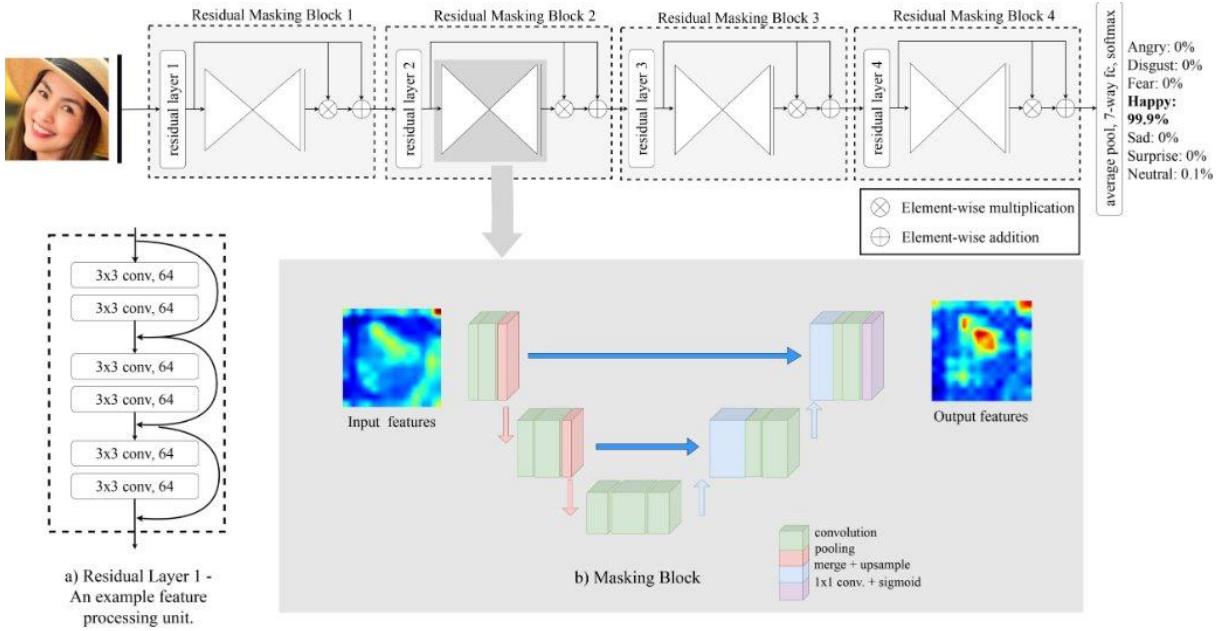 Residual Masking Block 1
Residual Masking Block 2
Residual Masking Block 3
Residual Masking Block 4
residual layer 1
residual layer 2
residual layer 3
residual layer 4
average pool, 7-way fc, softmax
Angry: 0%
Disgust: 0%
Fear: 0%
Happy:
99.9%
Sad: 0%
Surprise: 0%
Neutral: 0.1%
Element-wise multiplication
Element-wise addition
3x3 conv, 64
3x3 conv, 64
3x3 conv, 64
3x3 conv, 64
3x3 conv, 64
3x3 conv, 64
a) Residual Layer 1 -
An example feature
processing unit.
Input features
Output features
convolution
pooling
merge + upsample
1x1 conv. + sigmoid
b) Masking Block